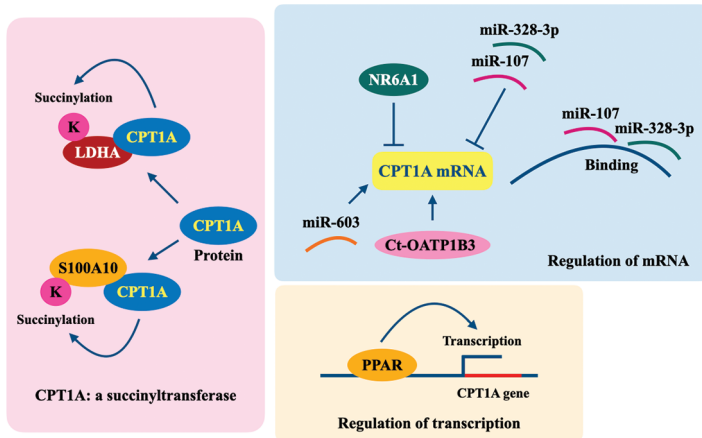 Succinylation
K
LDHA
CPT1A
CPT1A
Protein
S100A10
K
CPT1A
Succinylation
CPT1A: a succinyltransferase
miR-328-3p
miR-107
NR6A1
CPT1A mRNA
miR-603
Ct-OATP1B3
miR-107
miR-328-3p
Binding
Regulation of mRNA
Transcription
PPAR
CPT1A gene
Regulation of transcription